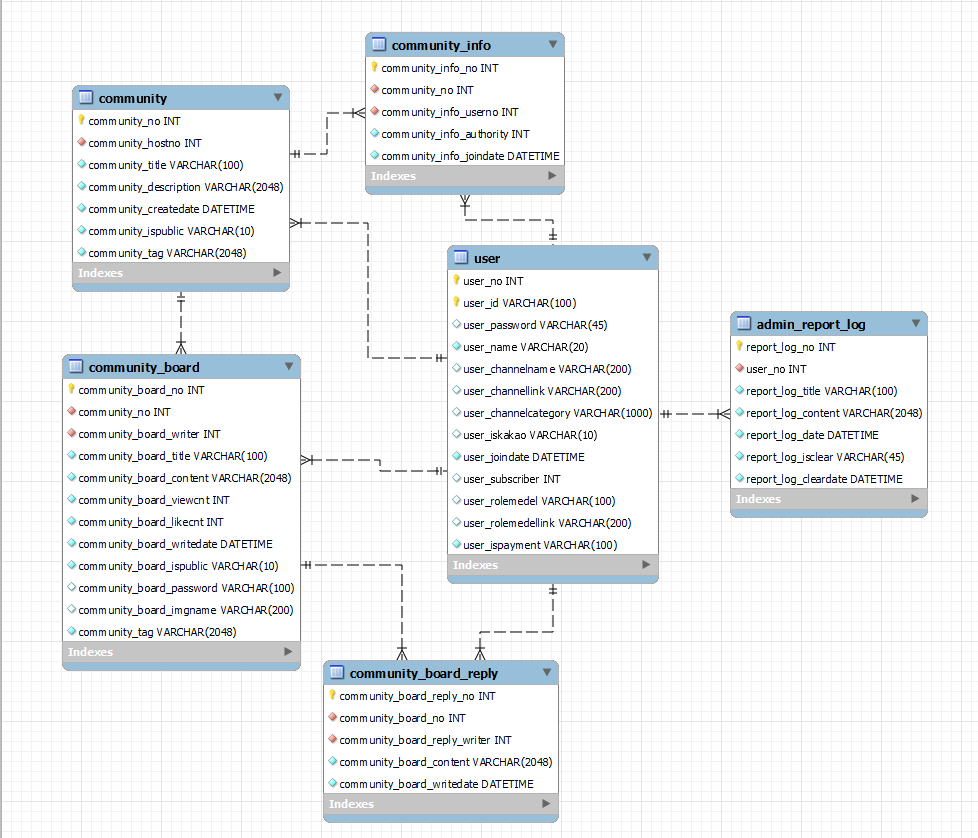 community_info
community_info_no INT
community_no INT
community_info_userno INT
community_info_authority INT
community_info_joindate DATETIME
Indexes
community
community_no INT
community_hostno INT
community_title VARCHAR(100)
community_description VARCHAR(2048)
community_createdate DATETIME
community_ispublic VARCHAR(10)
community_tag VARCHAR(2048)
Indexes
user
user_no INT
user_id VARCHAR(100)
user_password VARCHAR(45)
user_name VARCHAR(20)
user_channelname VARCHAR(200)
user_channellink VARCHAR(200)
user_channelcategory VARCHAR(1000)
user_iskakao VARCHAR(10)
user_joindate DATETIME
user_subscriber INT
user_rolemedel VARCHAR(100)
user_rolemedellink VARCHAR(200)
user_ispayment VARCHAR(100)
Indexes
admin_report_log
report_log_no INT
user_no INT
report_log_title VARCHAR(100)
report_log_content VARCHAR(2048)
report_log_date DATETIME
report_log_isclear VARCHAR(45)
report_log_cleardate DATETIME
Indexes
community_board
community_board_no INT
community_no INT
community_board_writer INT
community_board_title VARCHAR(100)
community_board_content VARCHAR(2048)
community_board_viewcnt INT
community_board_likecnt INT
community_board_writedate DATETIME
community_board_ispublic VARCHAR(10)
community_board_password VARCHAR(100)
community_board_imgname VARCHAR(200)
community_tag VARCHAR(2048)
Indexes
community_board_reply
community_board_reply_no INT
community_board_no INT
community_board_reply_writer INT
community_board_content VARCHAR(2048)
community_board_writedate DATETIME
Indexes